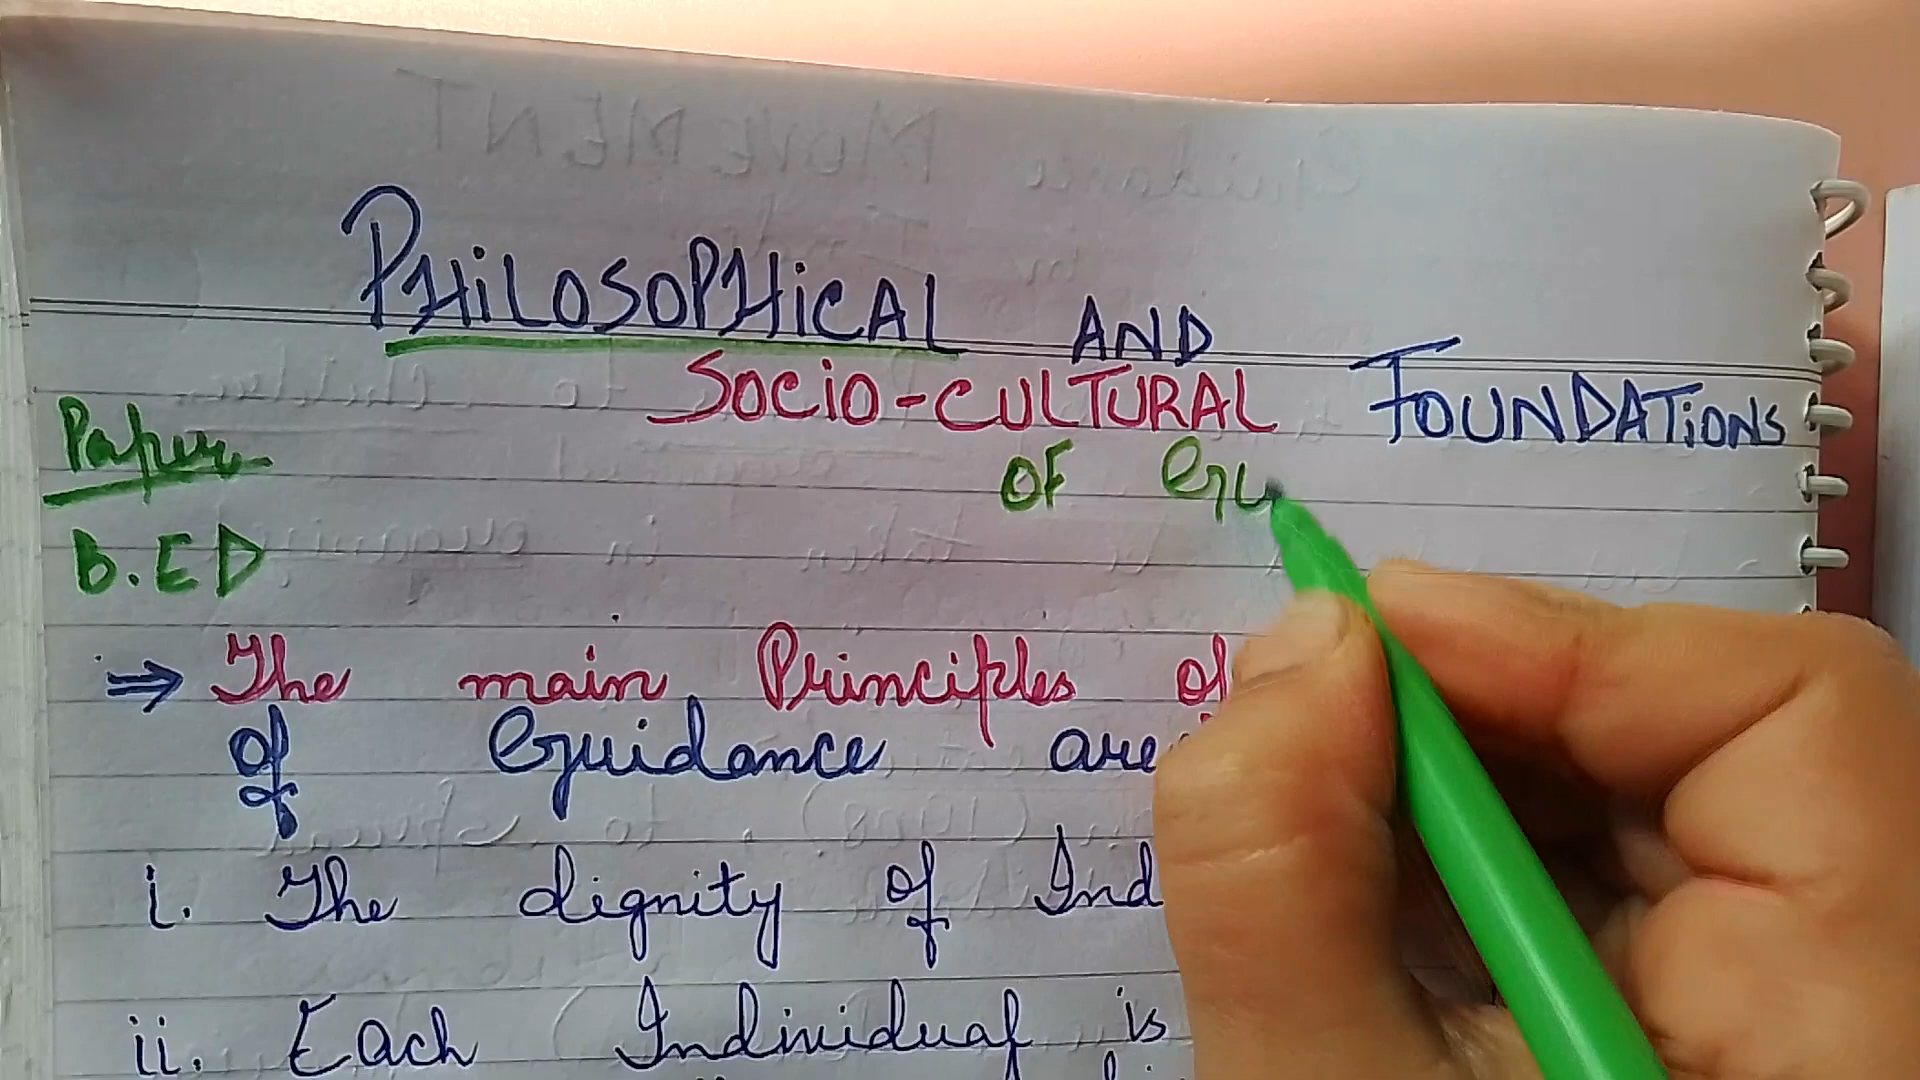 PHiLOSOPHiCAL AND
SOCiO-CULTURAL FOUNDATiONS
Paper
OF Gu
B.ED
⇒ The main Principles of
of Guidance are
i. The dignity of Ind
ii. Each Individual is